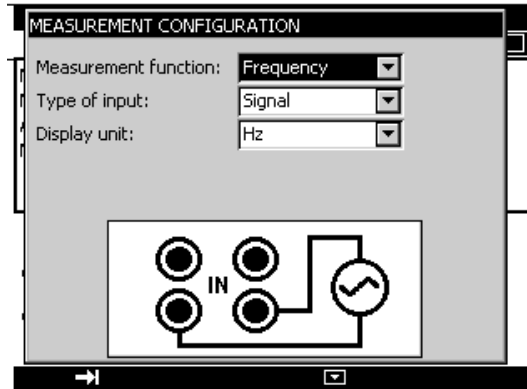 MEASUREMENT CONFIGURATION
Measurement function: Frequency
Type of input: Signal
Display unit: Hz
IN